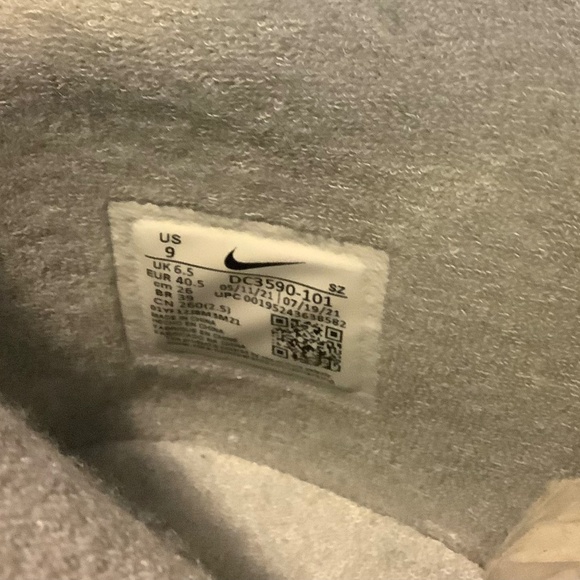 US
9
UK 6.5
EUR 40.5
cm 26
BR 39
CN 260(2.5)
DC3590-101
SZ
05/11/21 | 07/19/21
UPC 00195243638582
MADE IN CHINA